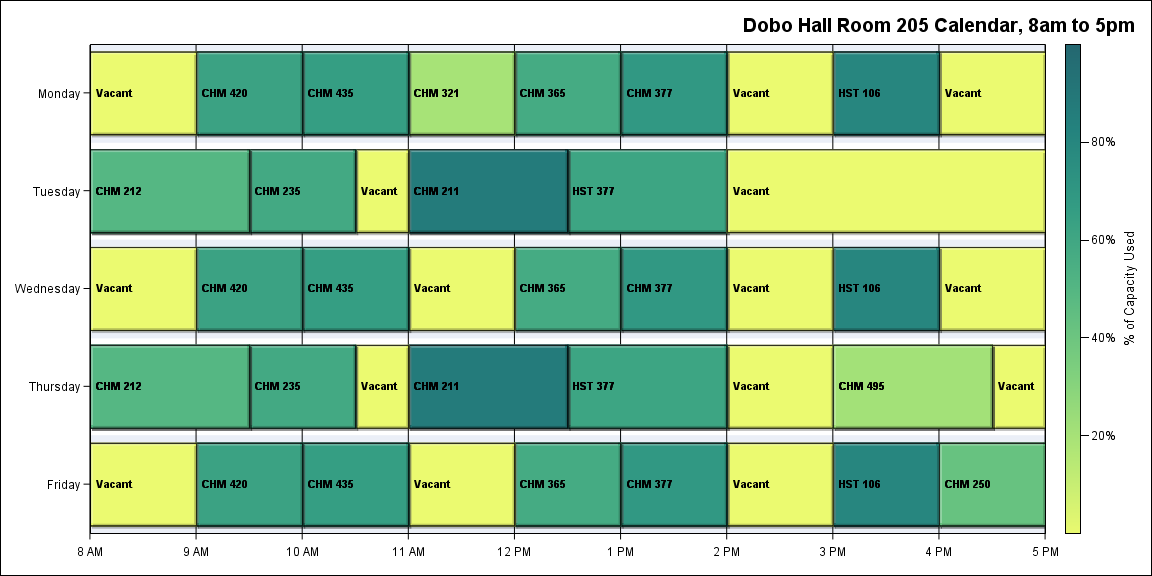 Dobo Hall Room 205 Calendar, 8am to 5pm
Monday
Vacant
CHM 420
CHM 435
CHM 321
CHM 365
CHM 377
Vacant
HST 106
Vacant
Tuesday
CHM 212
CHM 235
Vacant
CHM 211
HST 377
Vacant
Wednesday
Vacant
CHM 420
CHM 435
Vacant
CHM 365
CHM 377
Vacant
HST 106
Vacant
Thursday
CHM 212
CHM 235
Vacant
CHM 211
HST 377
Vacant
CHM 495
Vacant
Friday
Vacant
CHM 420
CHM 435
Vacant
CHM 365
CHM 377
Vacant
HST 106
CHM 250
8 AM
9 AM
10 AM
11 AM
12 PM
1 PM
2 PM
3 PM
4 PM
5 PM
80%
60%
40%
20%
% of Capacity Used